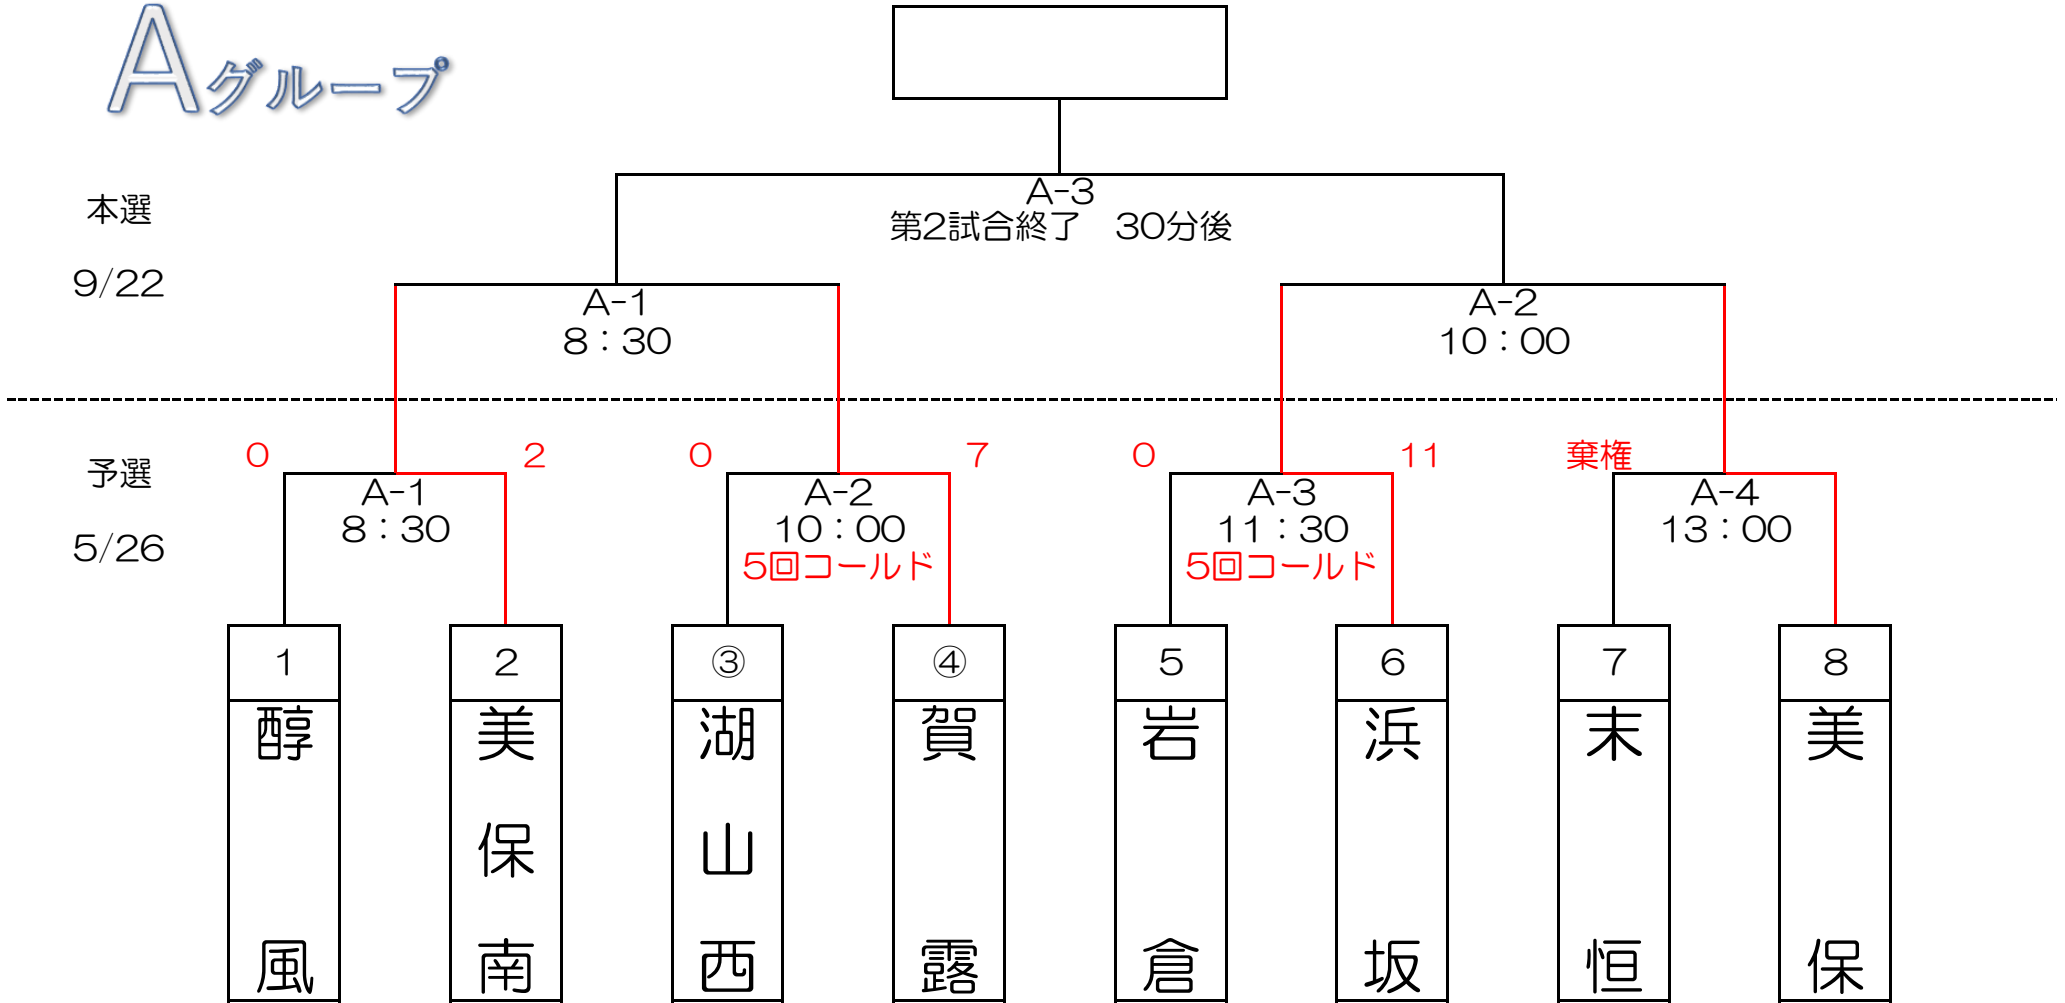 Aグループ
A-3
第2試合終了　30分後
本選
9/22
A-1
8：30
A-2
10：00
予選
5/26
0
2
A-1
8：30
0
7
A-2
10：00
5回コールド
0
11
A-3
11：30
5回コールド
棄権
A-4
13：00
1
2
③
④
5
6
7
8
醇風
美保南
湖山西
賀露
岩倉
浜坂
末恒
美保